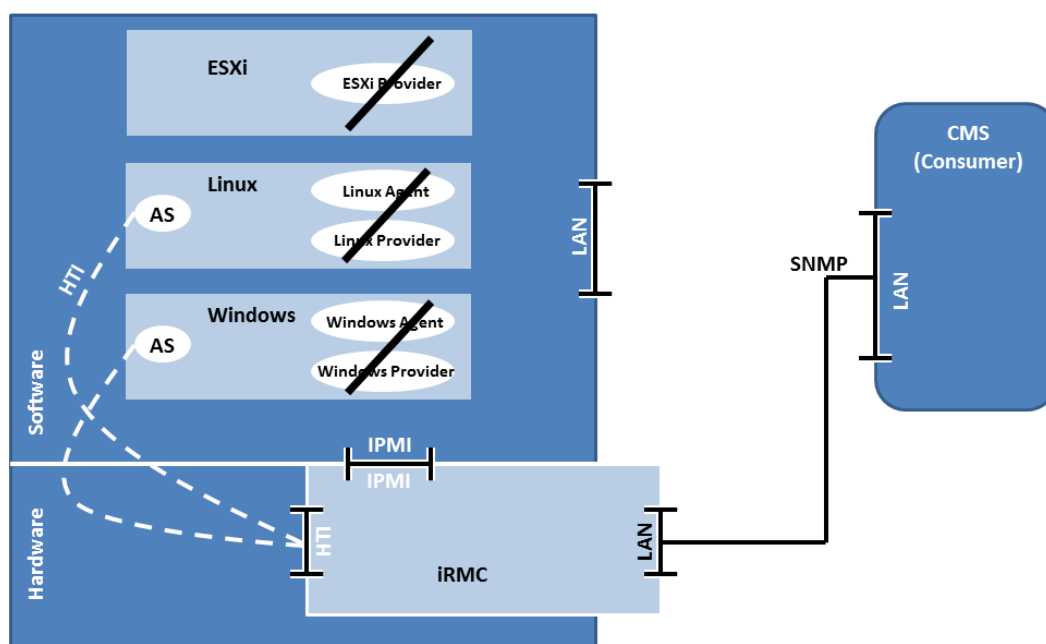 ESXi
ESXi Provider
Linux
Linux Agent
AS
Linux Provider
HTI
LAN
Windows
Windows Agent
AS
Windows Provider
Software
IPMI
IPMI
Hardware
HTI
iRMC
LAN
SNMP
CMS
(Consumer)
LAN